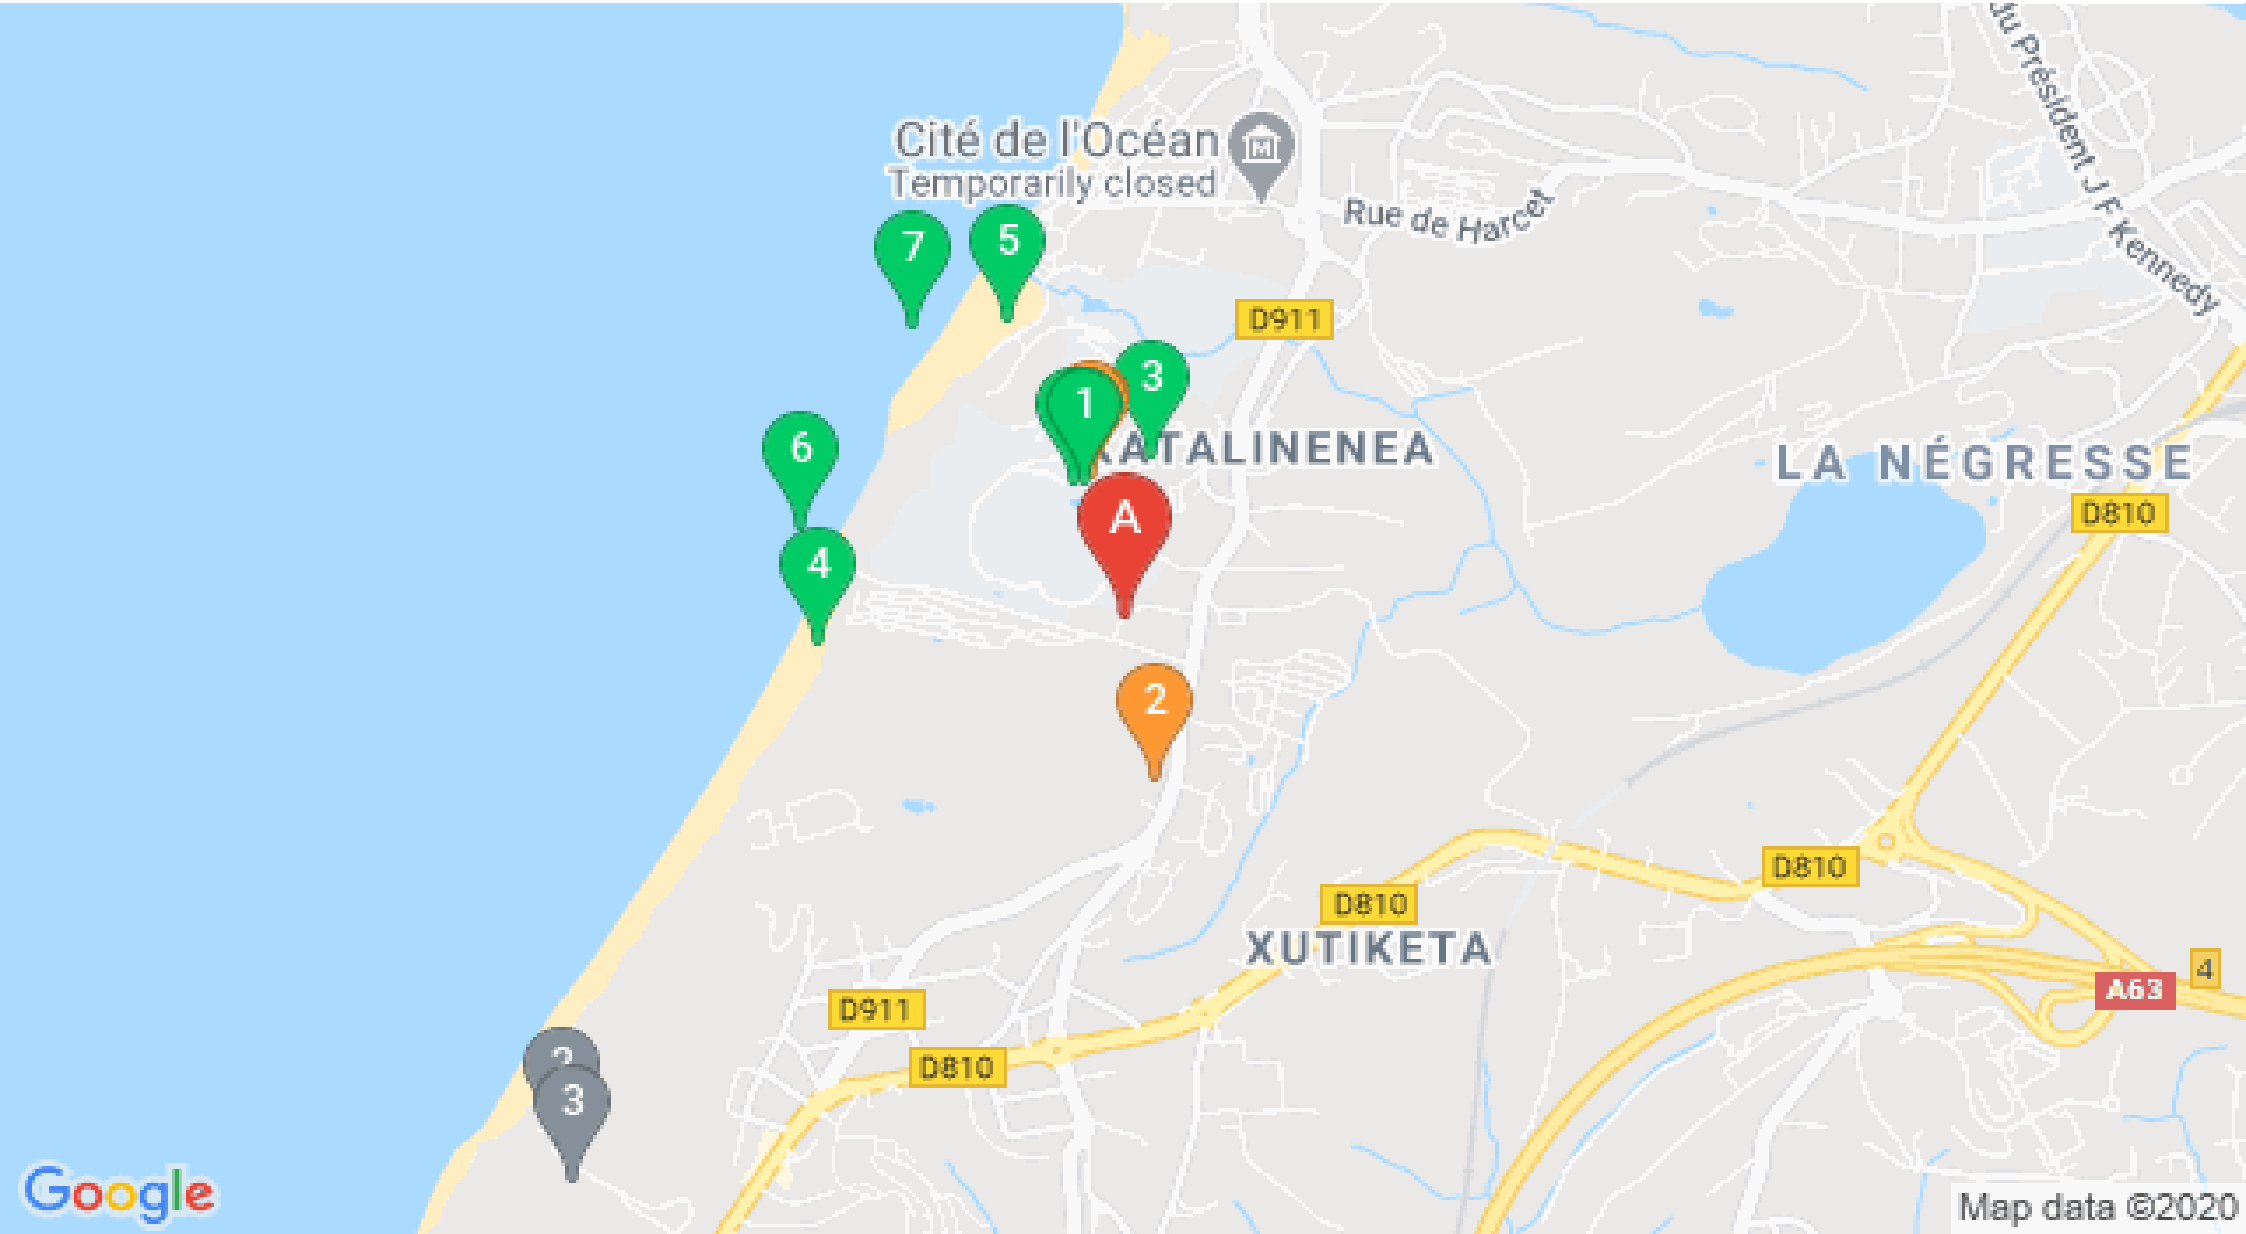 du Président J F Kennedy
Cité de l'Océan
Temporarily closed
Rue de Harcet
7
5
D911
3
1
6
LA NÉGRESSE
A
D810
4
2
D810
D810
XUTIKETA
4
A63
D911
D810
3
Google
Map data ©2020